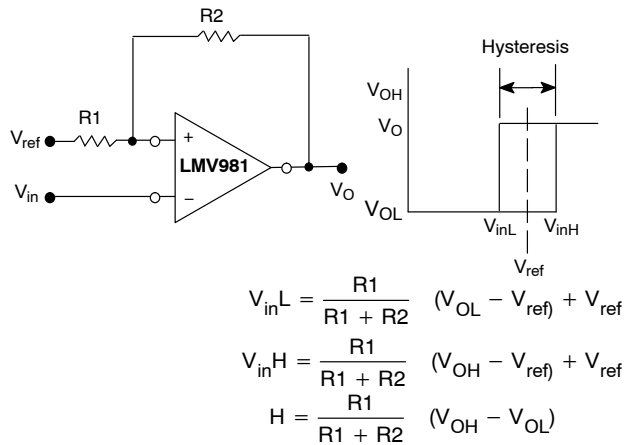 R2
Hysteresis
R1
V_OH
V_O
V_ref
+
LMV981
V_in
−
V_O
V_OL
V_inL
V_inH
V_ref
V_inL = R1 / (R1 + R2) (V_OL − V_ref) + V_ref
V_inH = R1 / (R1 + R2) (V_OH − V_ref) + V_ref
H = R1 / (R1 + R2) (V_OH − V_OL)